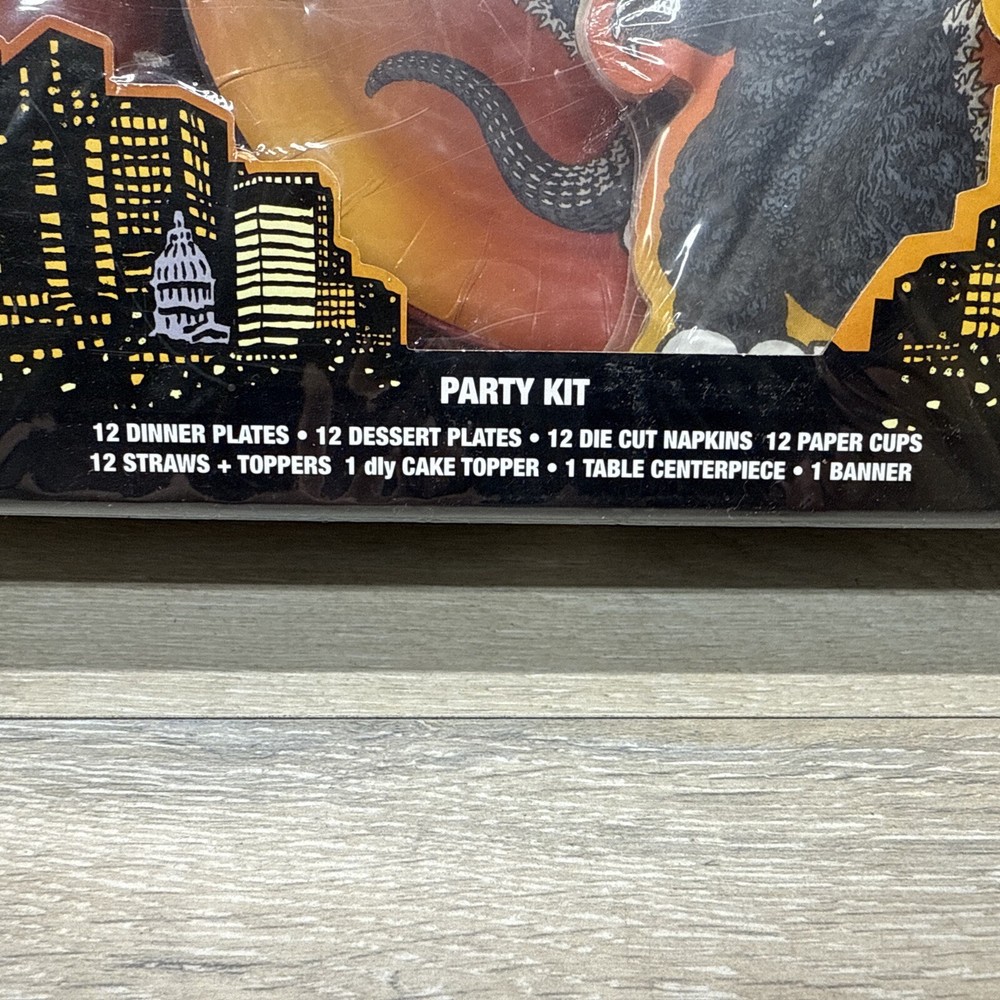 PARTY KIT
12 DINNER PLATES • 12 DESSERT PLATES • 12 DIE CUT NAPKINS 12 PAPER CUPS
12 STRAWS + TOPPERS 1 dly CAKE TOPPER • 1 TABLE CENTERPIECE • 1 BANNER